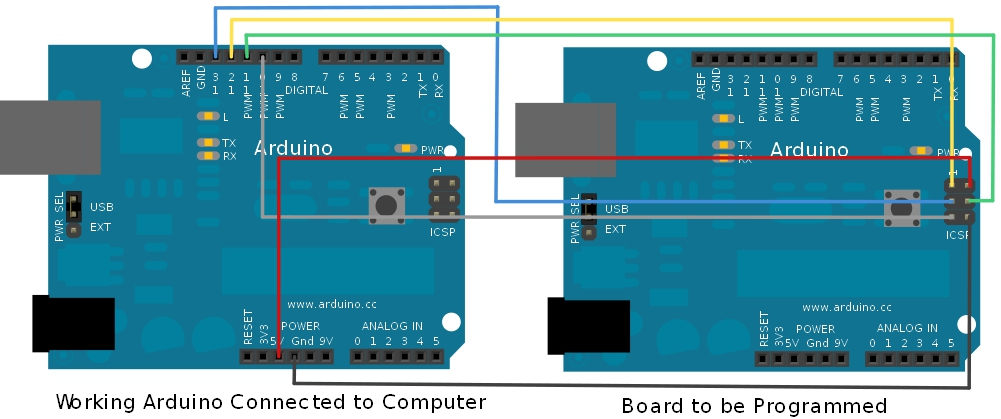 AREF GND 13 12 PWM 11 PWM 10 PWM 9 8 7 PWM 6 PWM 5 4 PWM 3 2 TX 1 RX 0
DIGITAL
L
TX
RX
Arduino
PWR
1
PWR SEL
USB
EXT
ICSP
www.arduino.cc
RESET 3V3 5V Gnd 9V
POWER
ANALOG IN
0 1 2 3 4 5
Working Arduino Connected to Computer
AREF GND 13 12 PWM 11 PWM 10 PWM 9 8 7 PWM 6 PWM 5 4 PWM 3 2 TX 1 RX 0
DIGITAL
L
TX
RX
Arduino
PWR
1
PWR SEL
USB
EXT
ICSP
www.arduino.cc
RESET 3V3 5V Gnd 9V
POWER
ANALOG IN
0 1 2 3 4 5
Board to be Programmed